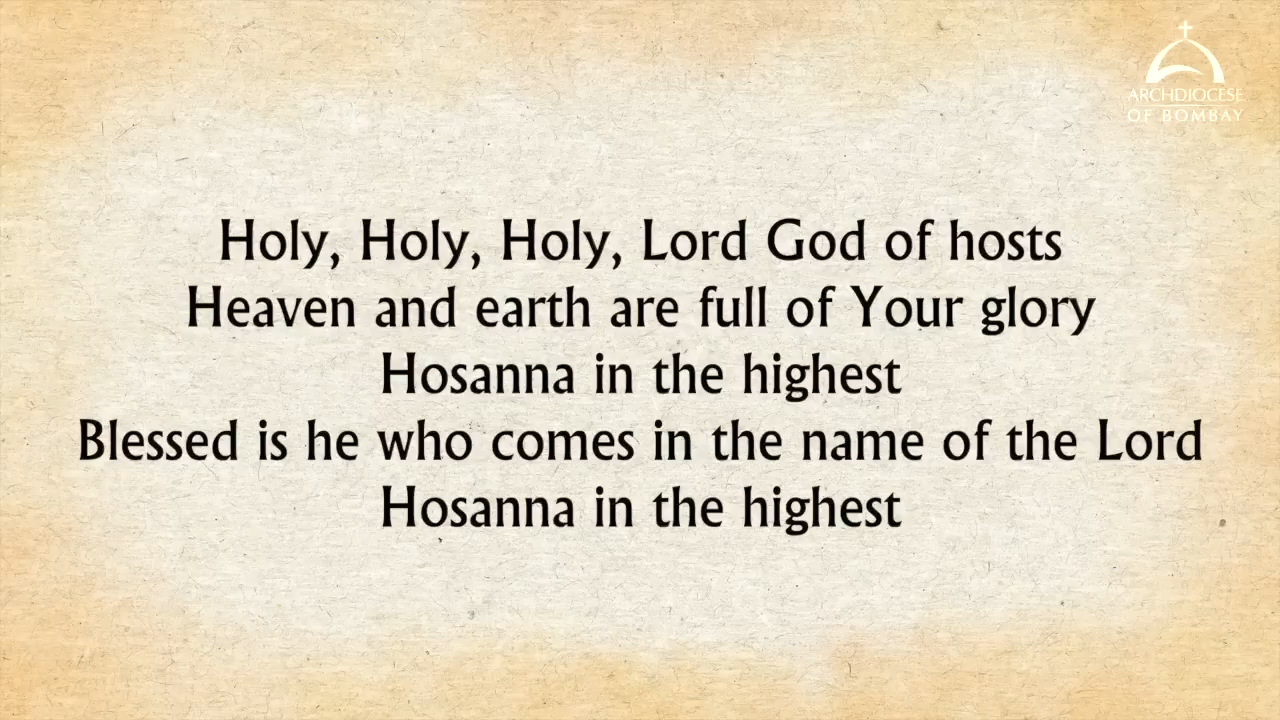 ARCHDIOCESE
OF BOMBAY
Holy, Holy, Holy, Lord God of hosts
Heaven and earth are full of Your glory
Hosanna in the highest
Blessed is he who comes in the name of the Lord
Hosanna in the highest